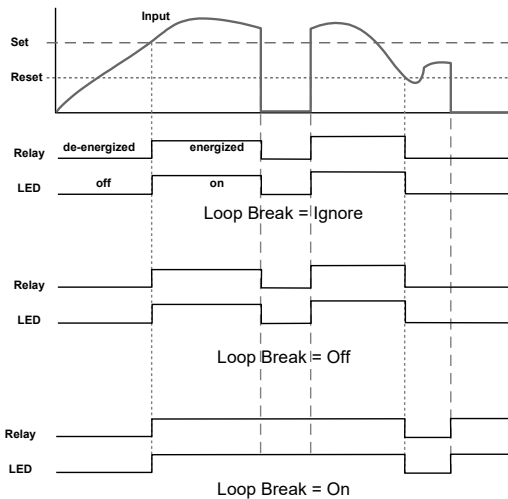 Input
Set
Reset
Relay de-energized energized
LED off on
Loop Break = Ignore
Relay
LED
Loop Break = Off
Relay
LED
Loop Break = On